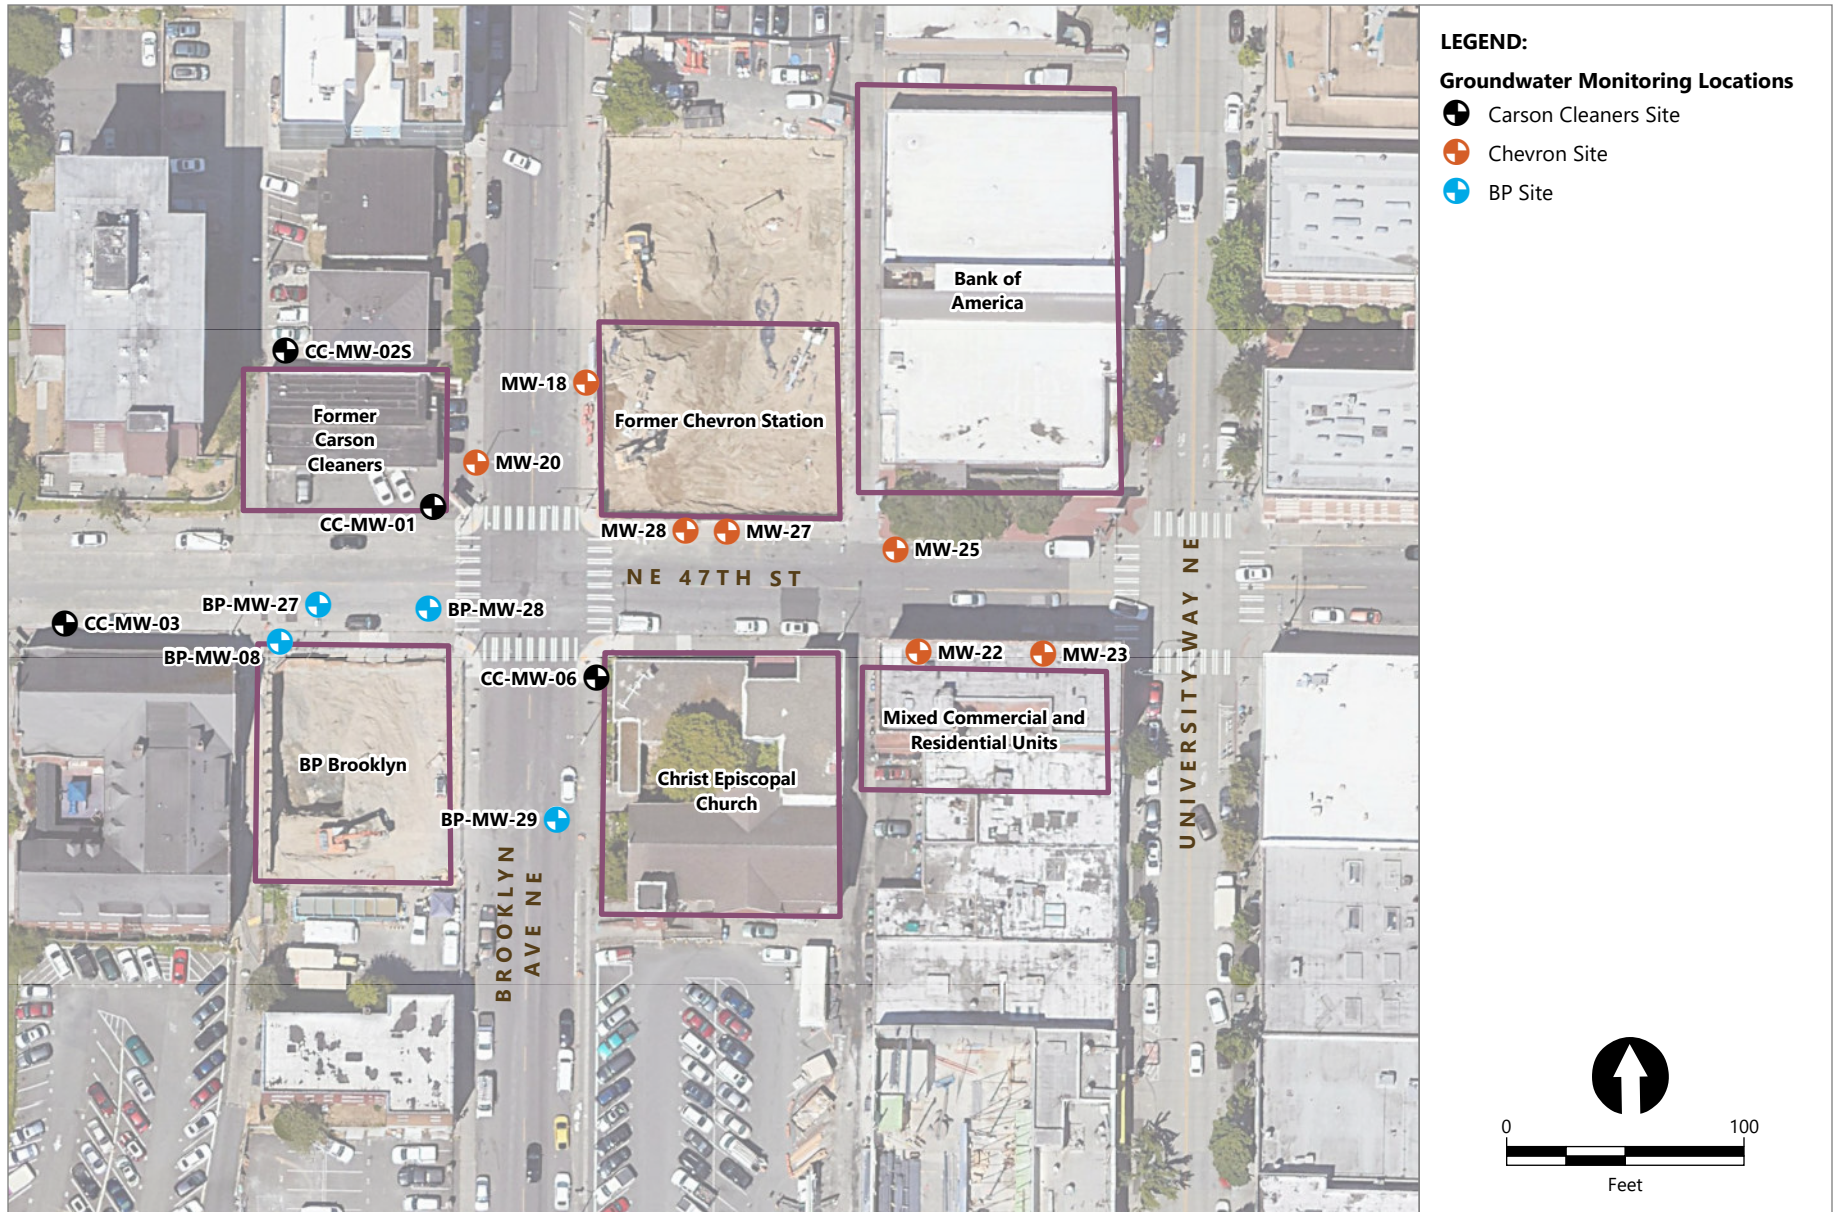 LEGEND:
Groundwater Monitoring Locations
Carson Cleaners Site
Chevron Site
BP Site
Bank of
America
CC-MW-02S
MW-18
Former
Carson
Cleaners
Former Chevron Station
MW-20
CC-MW-01
MW-28
MW-27
MW-25
NE 47TH ST
BP-MW-27
BP-MW-28
CC-MW-03
BP-MW-08
MW-22
MW-23
CC-MW-06
UNIVERSITY WAY NE
Mixed Commercial and
Residential Units
BP Brooklyn
Christ Episcopal
Church
BP-MW-29
BROOKLYN
AVE NE
0 100
Feet